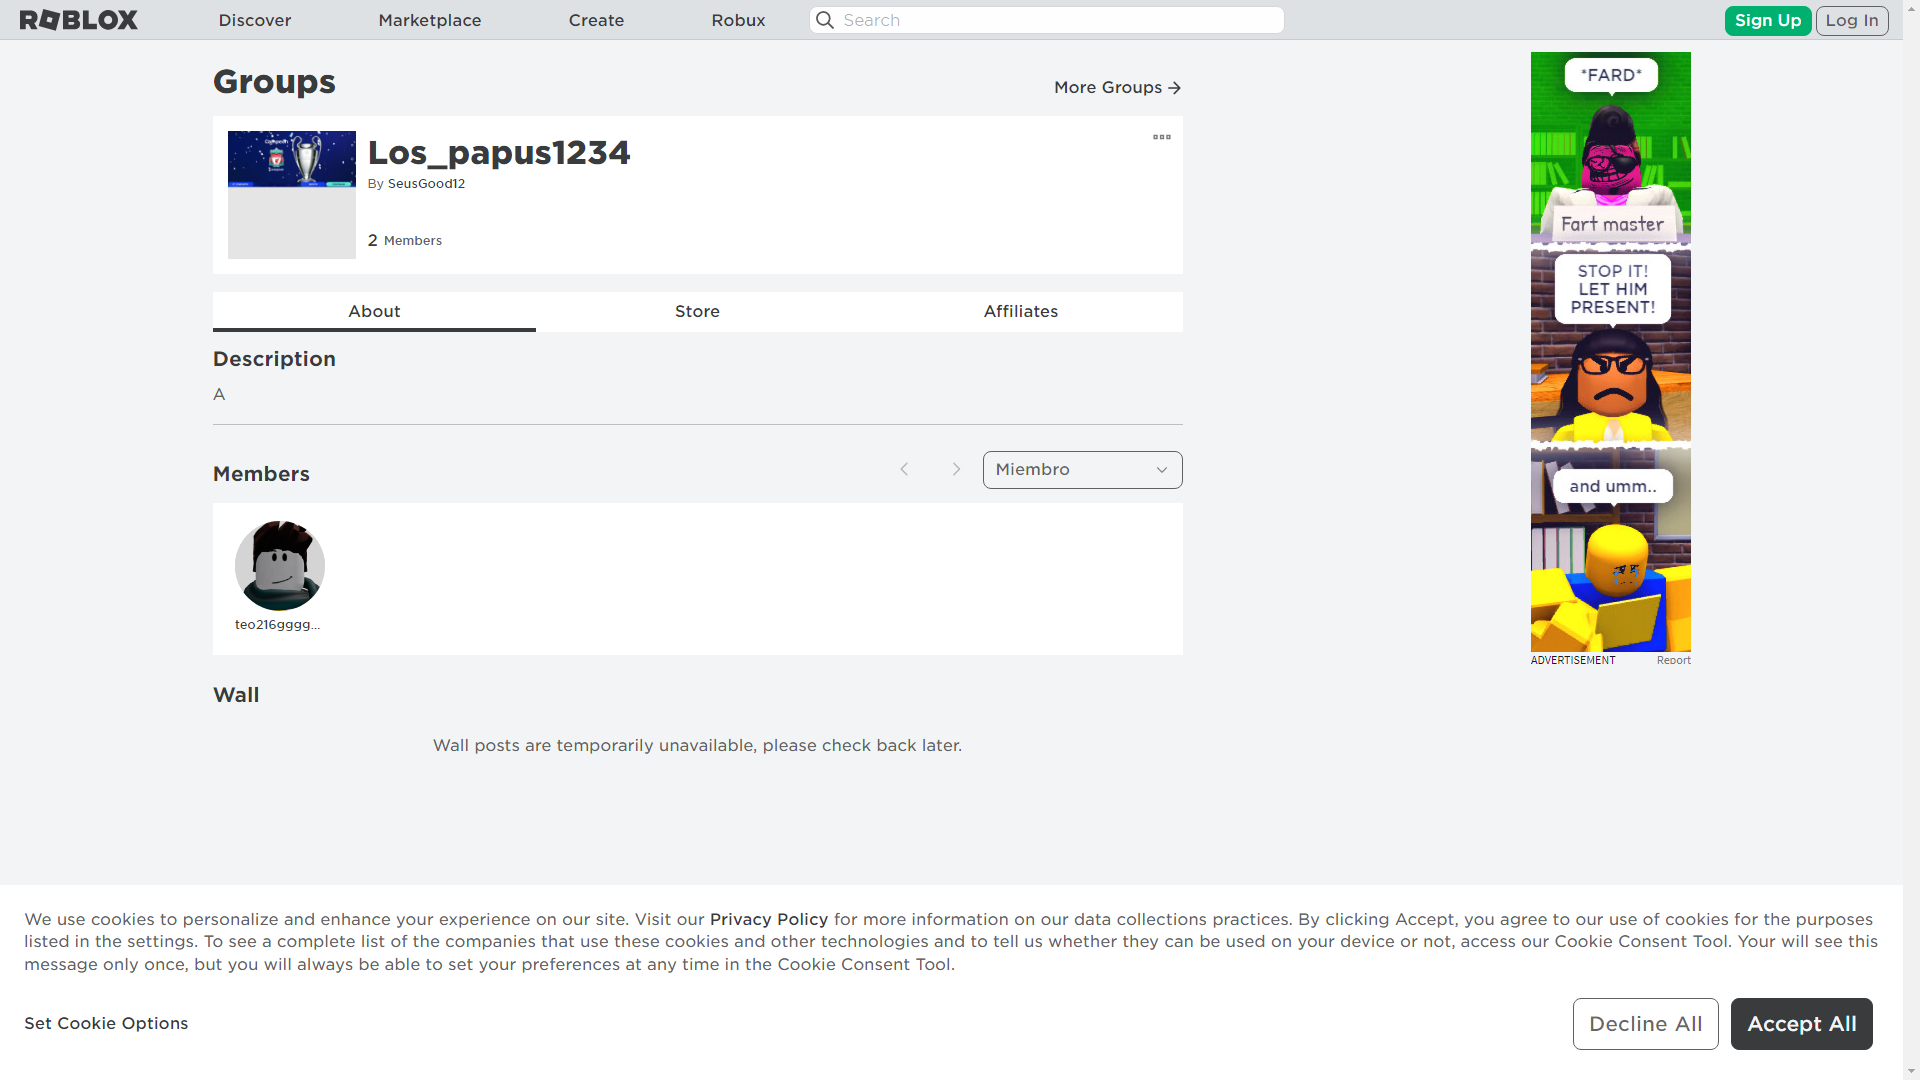 ROBLOX
Discover
Marketplace
Create
Robux
Search
Sign Up
Log In
Groups
More Groups
Los_papus1234
By SeusGood12
2 Members
About
Store
Affiliates
Description
A
Members
Miembro
teo216gggg...
Wall
Wall posts are temporarily unavailable, please check back later.
*FARD*
Fart master
STOP IT!
LET HIM
PRESENT!
and umm..
ADVERTISEMENT
Report
We use cookies to personalize and enhance your experience on our site. Visit our Privacy Policy for more information on our data collections practices. By clicking Accept, you agree to our use of cookies for the purposes
listed in the settings. To see a complete list of the companies that use these cookies and other technologies and to tell us whether they can be used on your device or not, access our Cookie Consent Tool. Your will see this
message only once, but you will always be able to set your preferences at any time in the Cookie Consent Tool.
Set Cookie Options
Decline All
Accept All